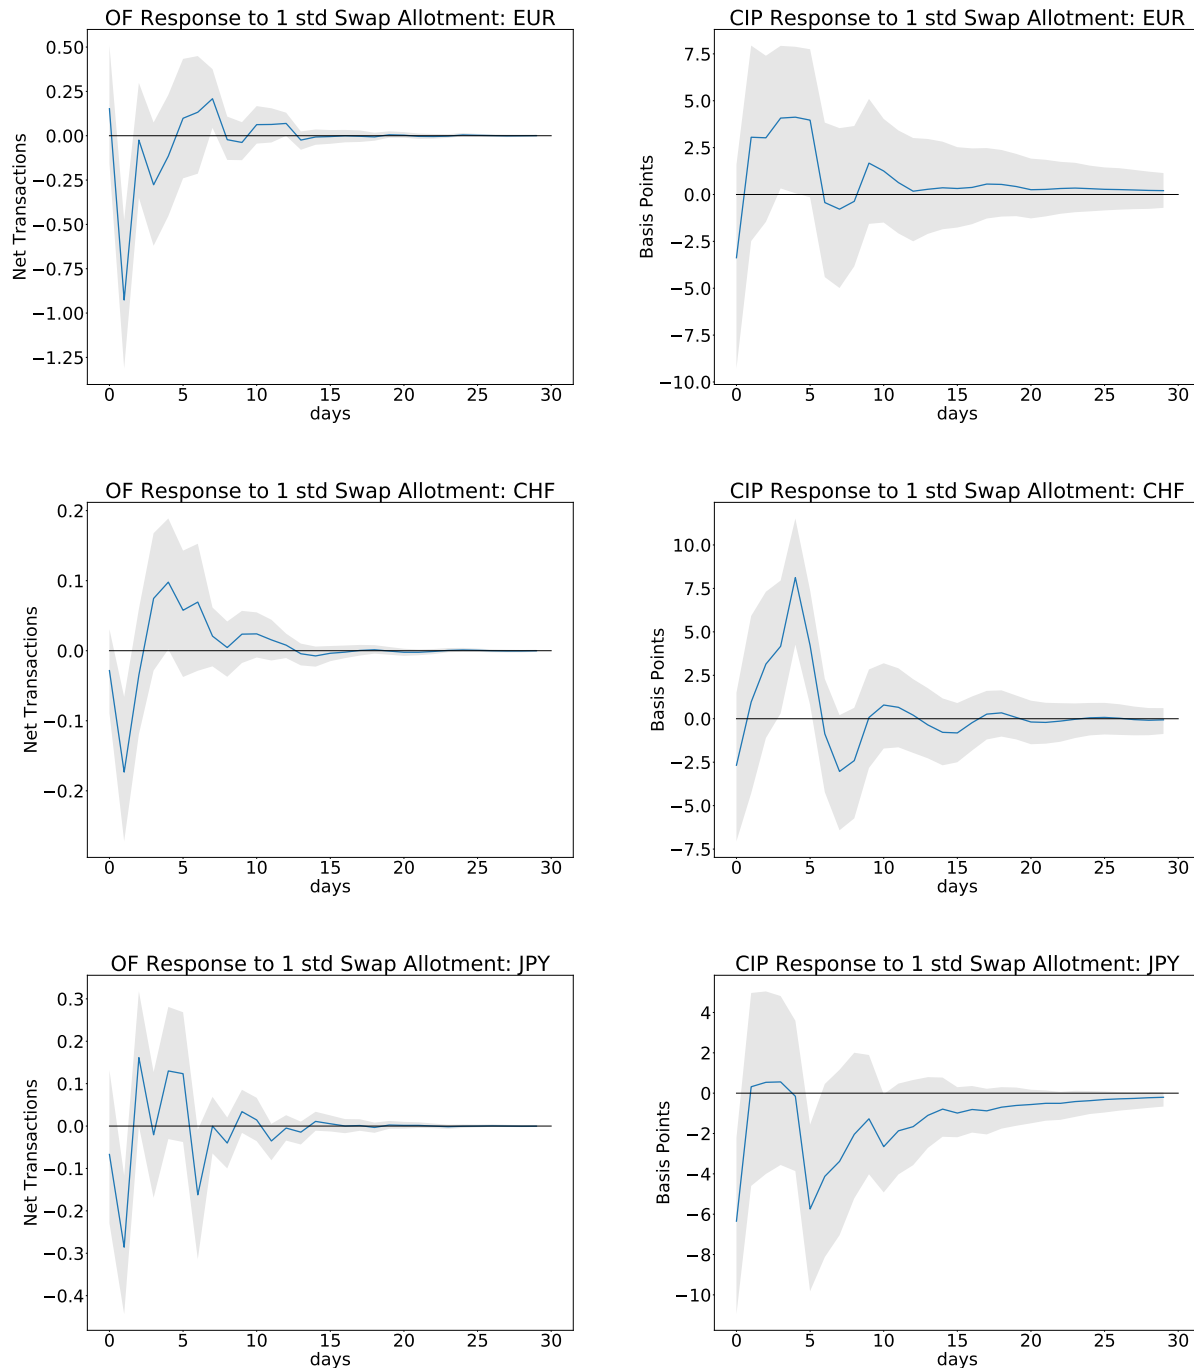 OF Response to 1 std Swap Allotment: EUR
Net Transactions
0.50
0.25
0.00
−0.25
−0.50
−0.75
−1.00
−1.25
0 5 10 15 20 25 30
days
CIP Response to 1 std Swap Allotment: EUR
Basis Points
7.5
5.0
2.5
0.0
−2.5
−5.0
−7.5
−10.0
0 5 10 15 20 25 30
days
OF Response to 1 std Swap Allotment: CHF
Net Transactions
0.2
0.1
0.0
−0.1
−0.2
0 5 10 15 20 25 30
days
CIP Response to 1 std Swap Allotment: CHF
Basis Points
10.0
7.5
5.0
2.5
0.0
−2.5
−5.0
−7.5
0 5 10 15 20 25 30
days
OF Response to 1 std Swap Allotment: JPY
Net Transactions
0.3
0.2
0.1
0.0
−0.1
−0.2
−0.3
−0.4
0 5 10 15 20 25 30
days
CIP Response to 1 std Swap Allotment: JPY
Basis Points
4
2
0
−2
−4
−6
−8
−10
0 5 10 15 20 25 30
days